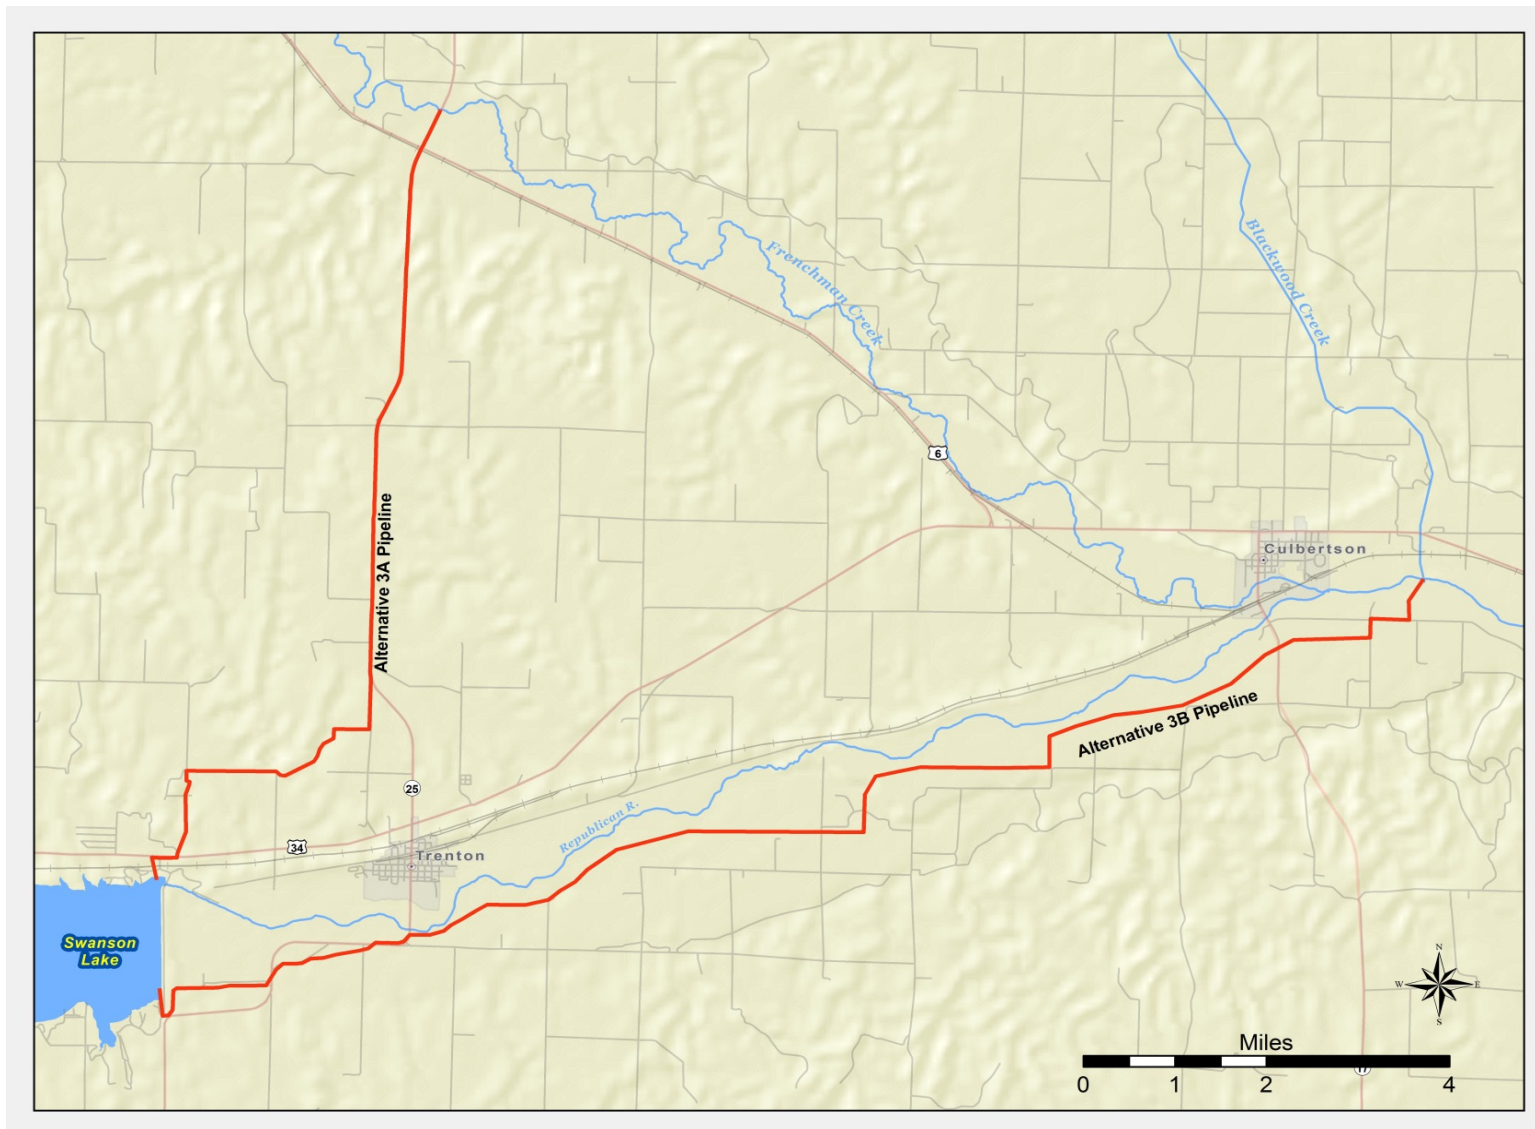 Frenchman Creek
Blackwood Creek
6
Alternative 3A Pipeline
Culbertson
Alternative 3B Pipeline
25
Republican R.
34
Trenton
Swanson
Lake
N
W
E
S
Miles
0
1
2
4
17